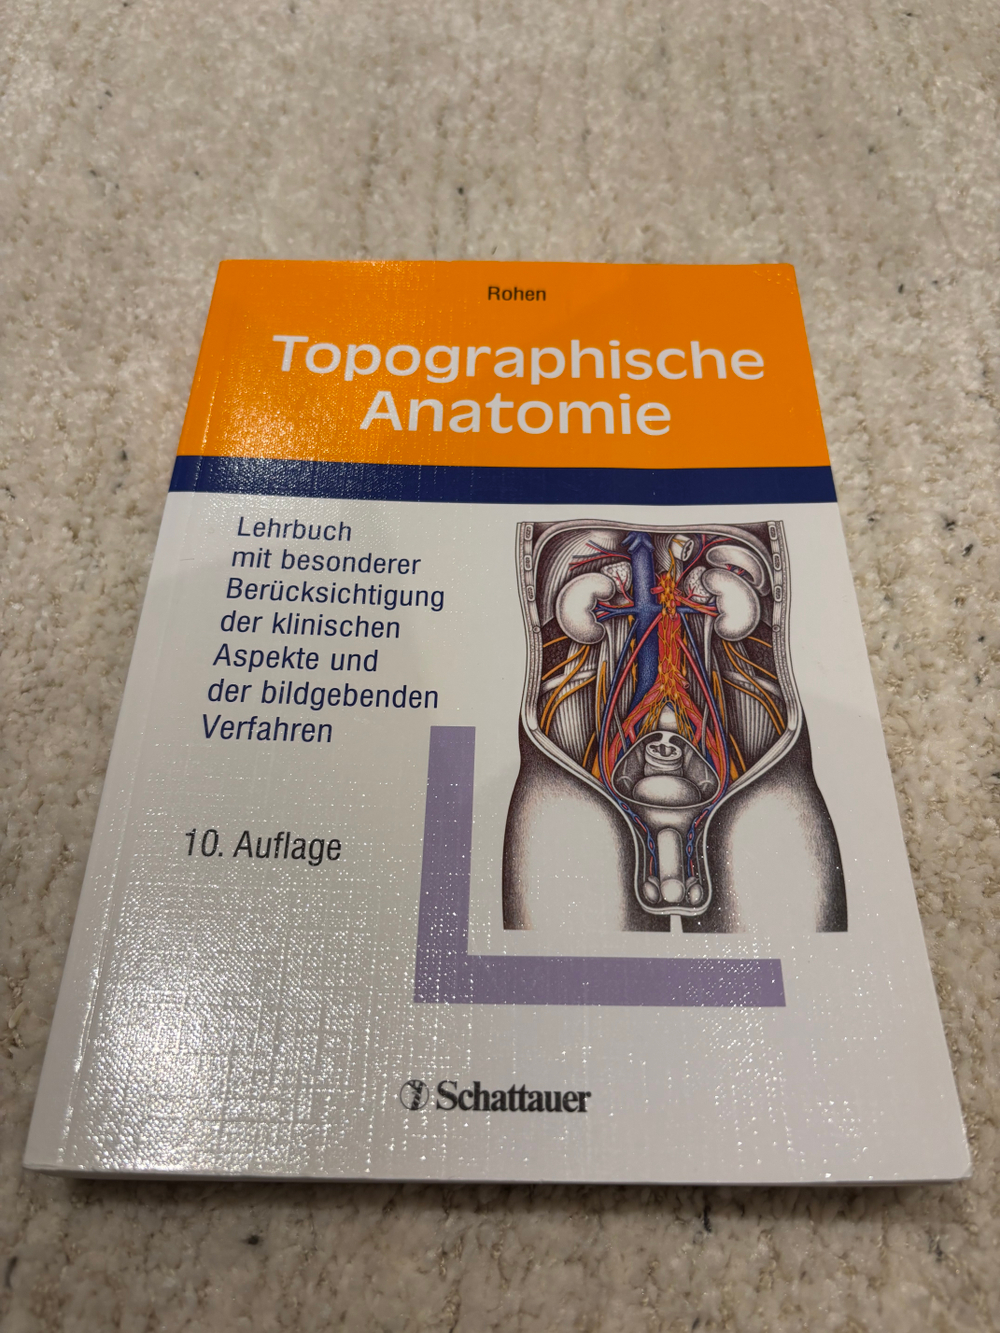 Rohen
Topographische
Anatomie
Lehrbuch
mit besonderer
Berücksichtigung
der klinischen
Aspekte und
der bildgebenden
Verfahren
10. Auflage
Schattauer